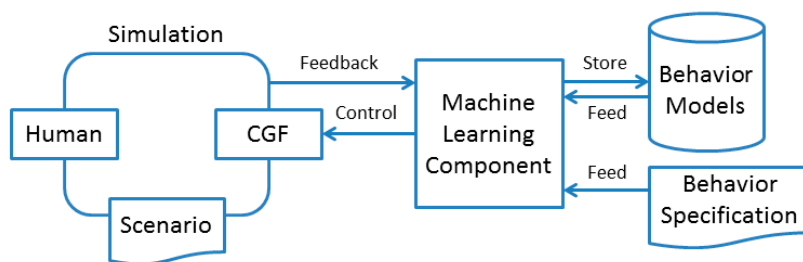 Simulation
Human
CGF
Scenario
Feedback
Control
Machine
Learning
Component
Store
Feed
Feed
Behavior
Models
Behavior
Specification